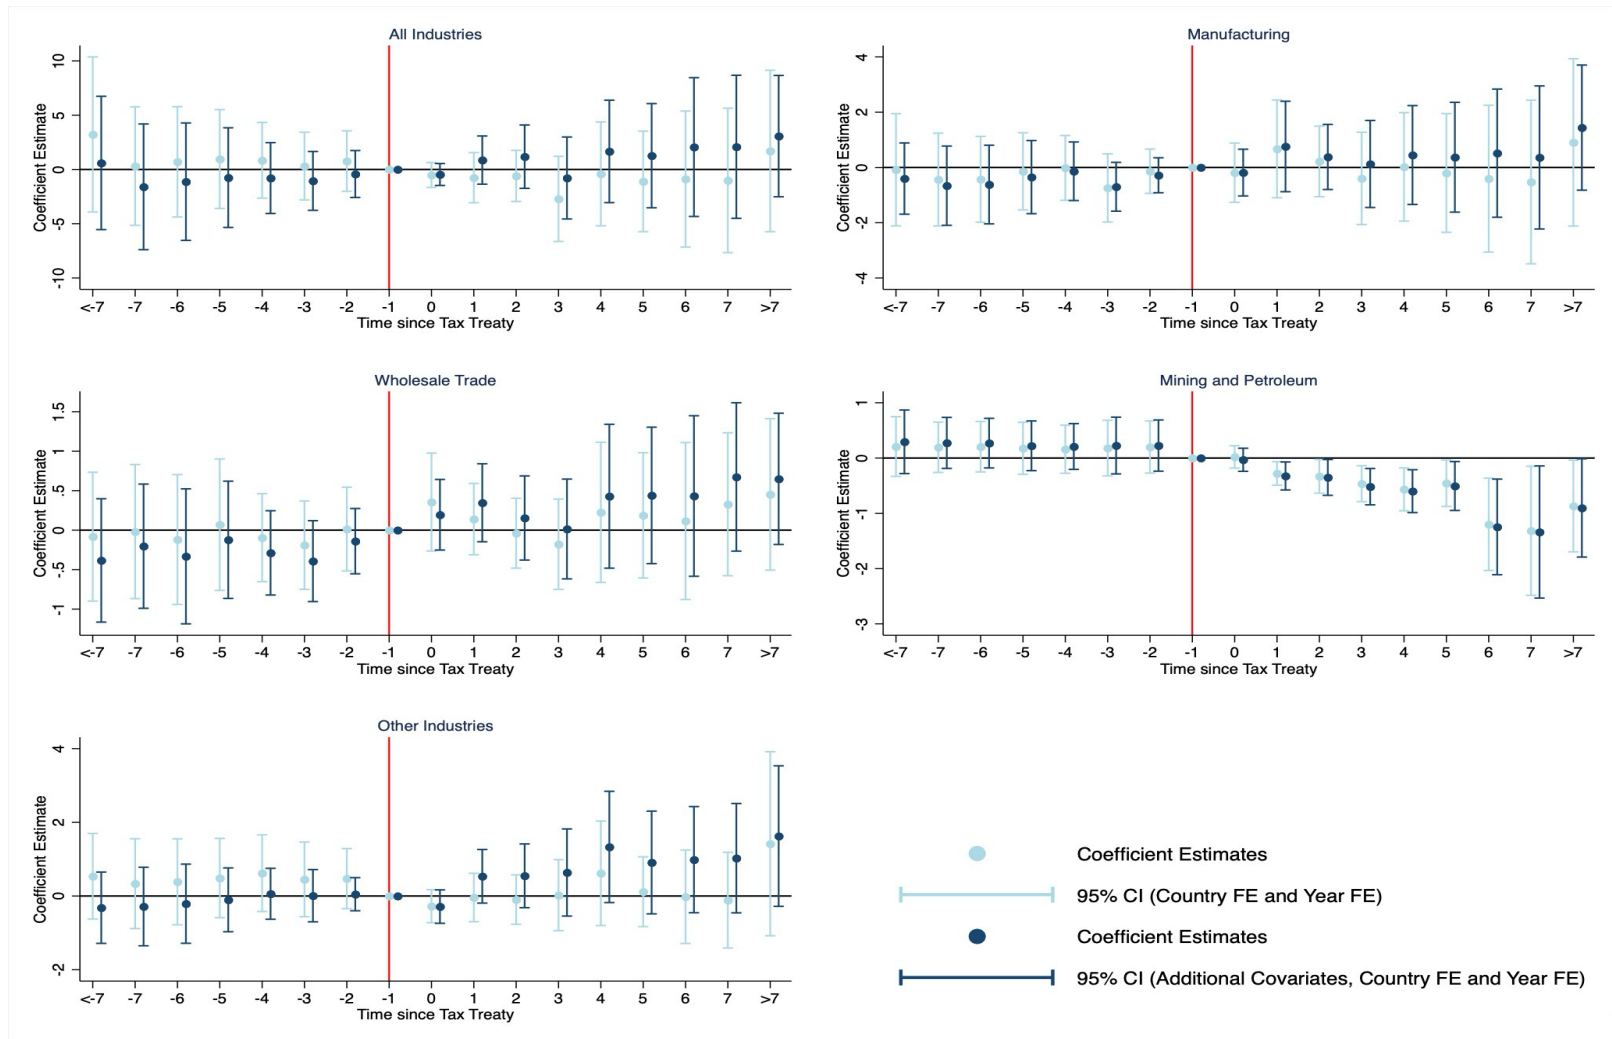 All Industries
Coefficient Estimate
10
5
0
-5
-10
<-7 -7 -6 -5 -4 -3 -2 -1 0 1 2 3 4 5 6 7 >7
Time since Tax Treaty
Manufacturing
Coefficient Estimate
4
2
0
-2
-4
<-7 -7 -6 -5 -4 -3 -2 -1 0 1 2 3 4 5 6 7 >7
Time since Tax Treaty
Wholesale Trade
Coefficient Estimate
1.5
1
.5
0
-.5
-1
<-7 -7 -6 -5 -4 -3 -2 -1 0 1 2 3 4 5 6 7 >7
Time since Tax Treaty
Mining and Petroleum
Coefficient Estimate
1
0
-1
-2
-3
<-7 -7 -6 -5 -4 -3 -2 -1 0 1 2 3 4 5 6 7 >7
Time since Tax Treaty
Other Industries
Coefficient Estimate
4
2
0
-2
<-7 -7 -6 -5 -4 -3 -2 -1 0 1 2 3 4 5 6 7 >7
Time since Tax Treaty
Coefficient Estimates
95% CI (Country FE and Year FE)
Coefficient Estimates
95% CI (Additional Covariates, Country FE and Year FE)